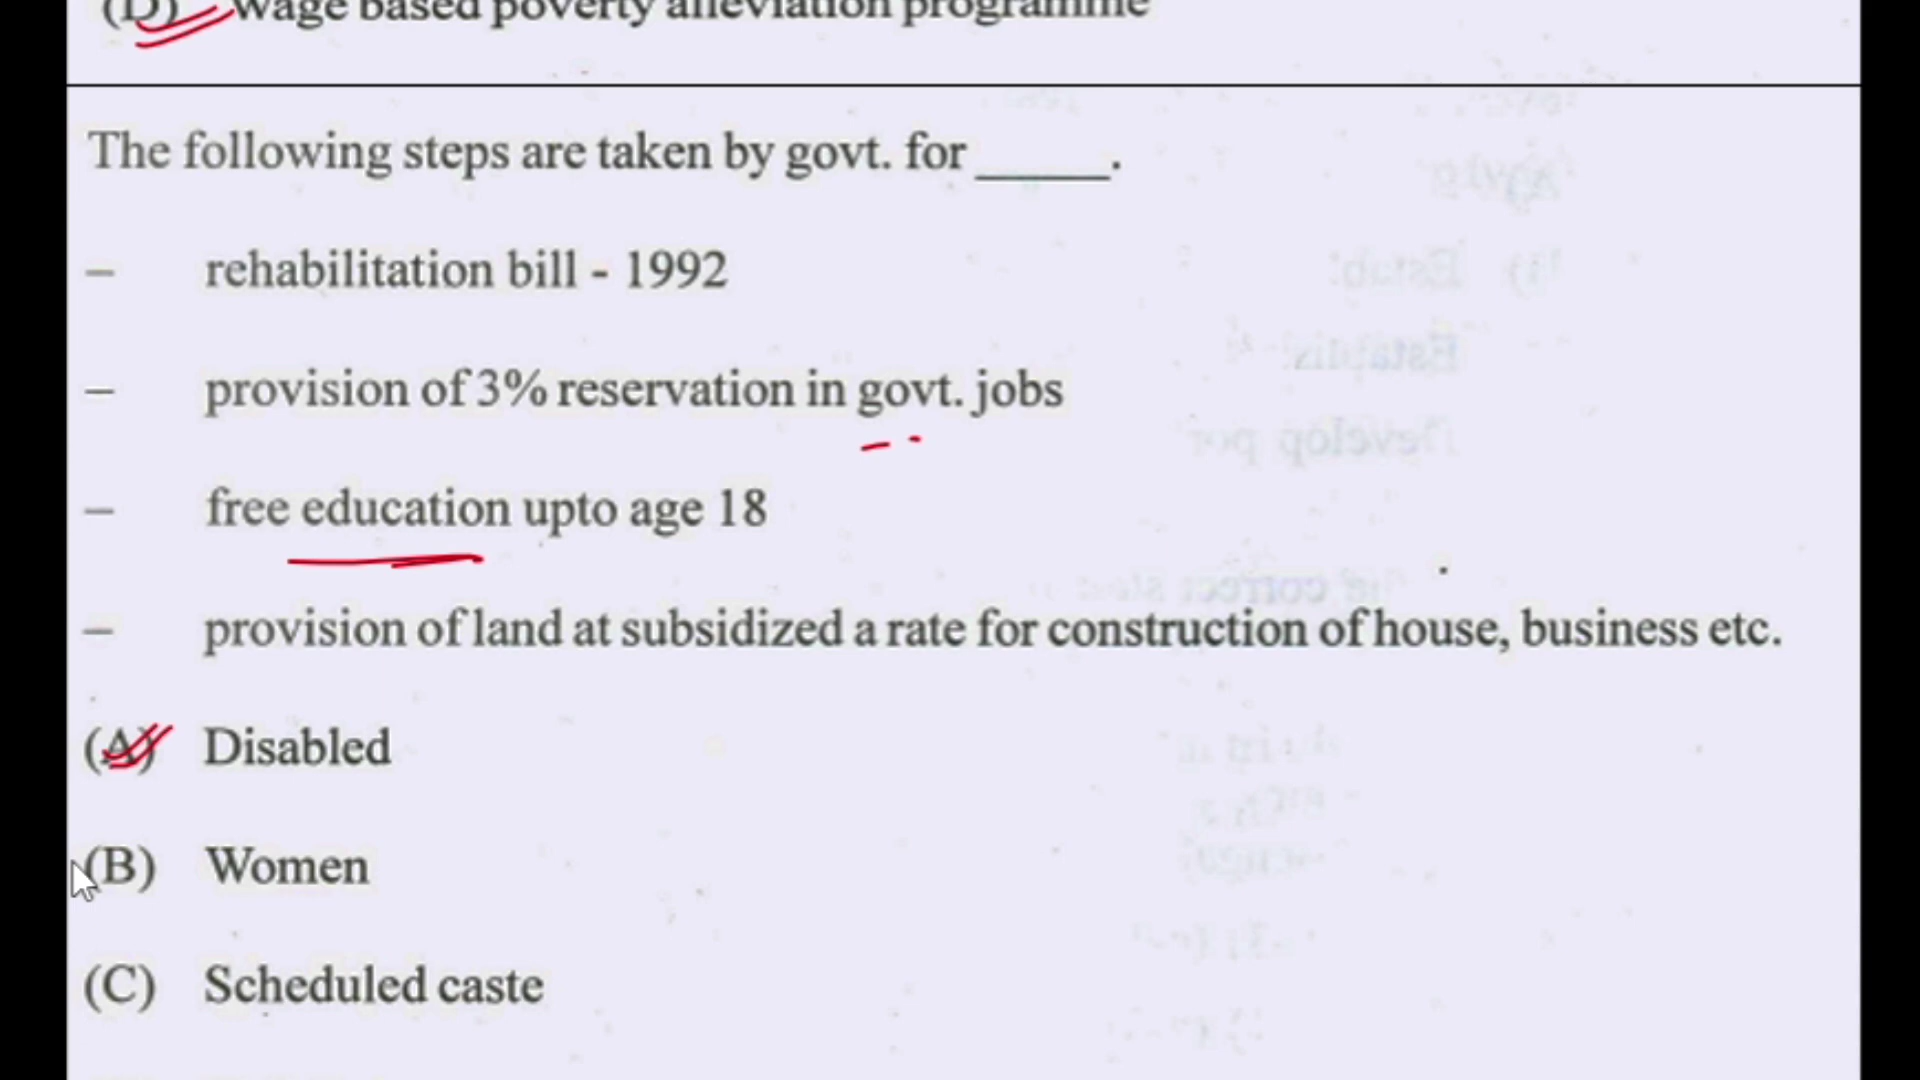 (D) Wage based poverty alleviation programme
The following steps are taken by govt. for _____.
– rehabilitation bill - 1992
– provision of 3% reservation in govt. jobs
– free education upto age 18
– provision of land at subsidized a rate for construction of house, business etc.
(A) Disabled
(B) Women
(C) Scheduled caste